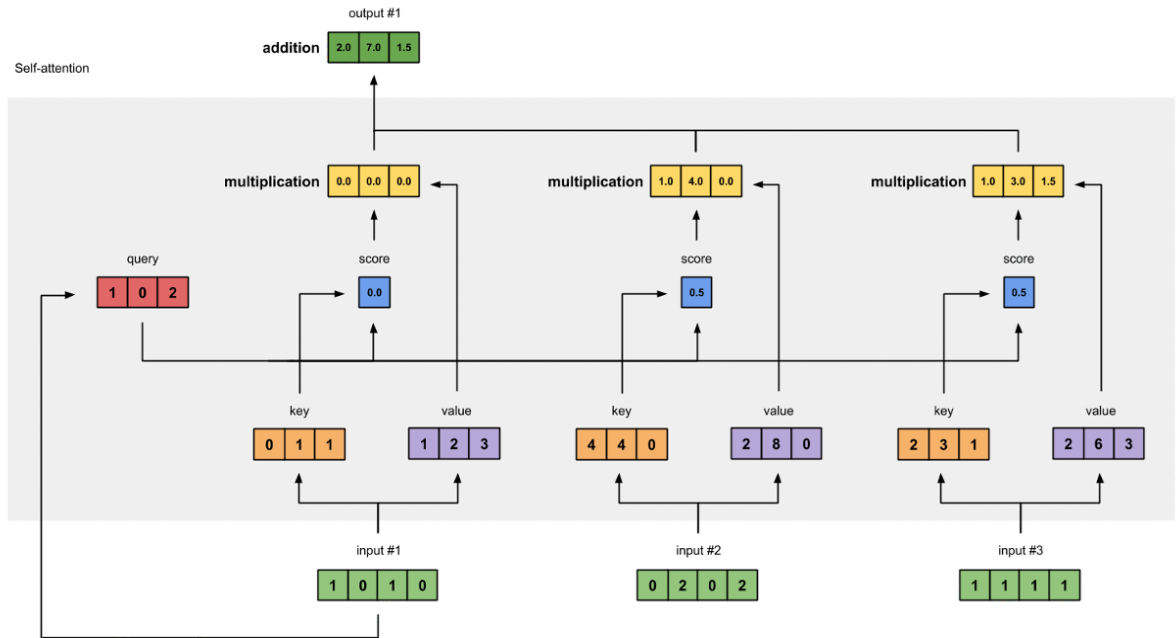 output #1
addition 2.0 7.0 1.5
Self-attention
multiplication 0.0 0.0 0.0 multiplication 1.0 4.0 0.0 multiplication 1.0 3.0 1.5
query score score score
1 0 2 0.0 0.5 0.5
key value key value key value
0 1 1 1 2 3 4 4 0 2 8 0 2 3 1 2 6 3
input #1 input #2 input #3
1 0 1 0 0 2 0 2 1 1 1 1